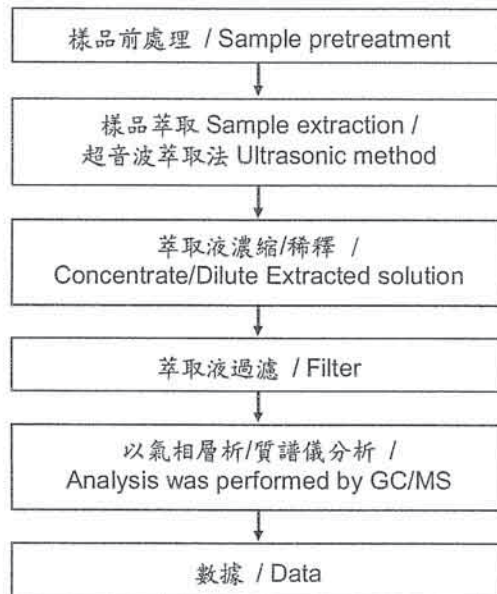 樣品前處理 / Sample pretreatment
樣品萃取 Sample extraction /
超音波萃取法 Ultrasonic method
萃取液濃縮/稀釋 /
Concentrate/Dilute Extracted solution
萃取液過濾 / Filter
以氣相層析/質譜儀分析 /
Analysis was performed by GC/MS
數據 / Data